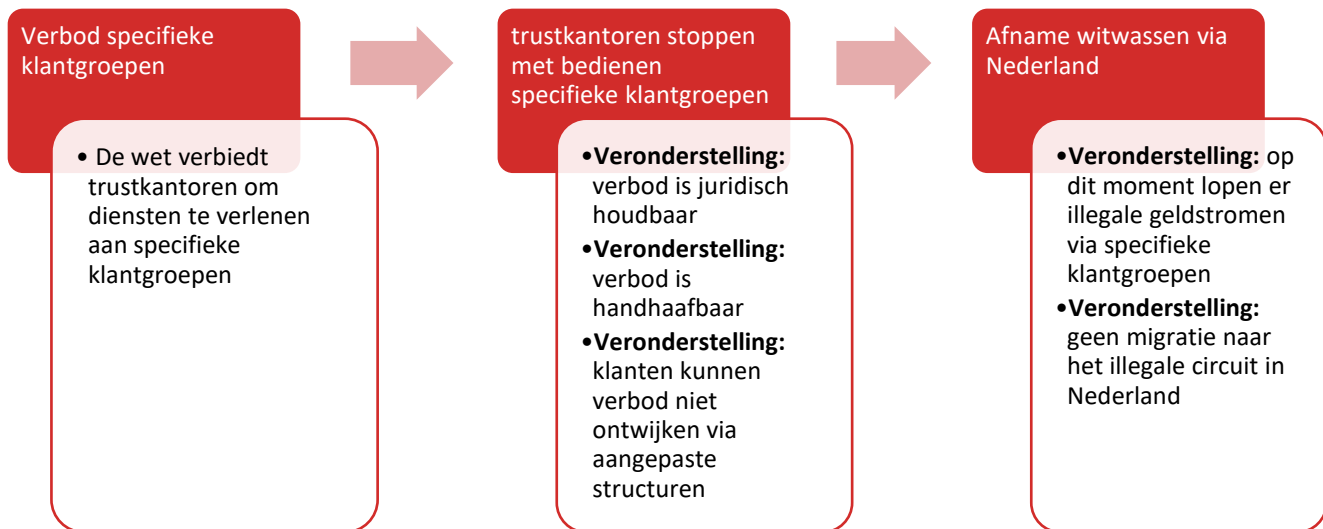 Verbod specifieke
klantgroepen
• De wet verbiedt
trustkantoren om
diensten te verlenen
aan specifieke
klantgroepen
trustkantoren stoppen
met bedienen
specifieke klantgroepen
•Veronderstelling:
verbod is juridisch
houdbaar
•Veronderstelling:
verbod is
handhaafbaar
•Veronderstelling:
klanten kunnen
verbod niet
ontwijken via
aangepaste
structuren
Afname witwassen via
Nederland
•Veronderstelling: op
dit moment lopen er
illegale geldstromen
via specifieke
klantgroepen
•Veronderstelling:
geen migratie naar
het illegale circuit in
Nederland